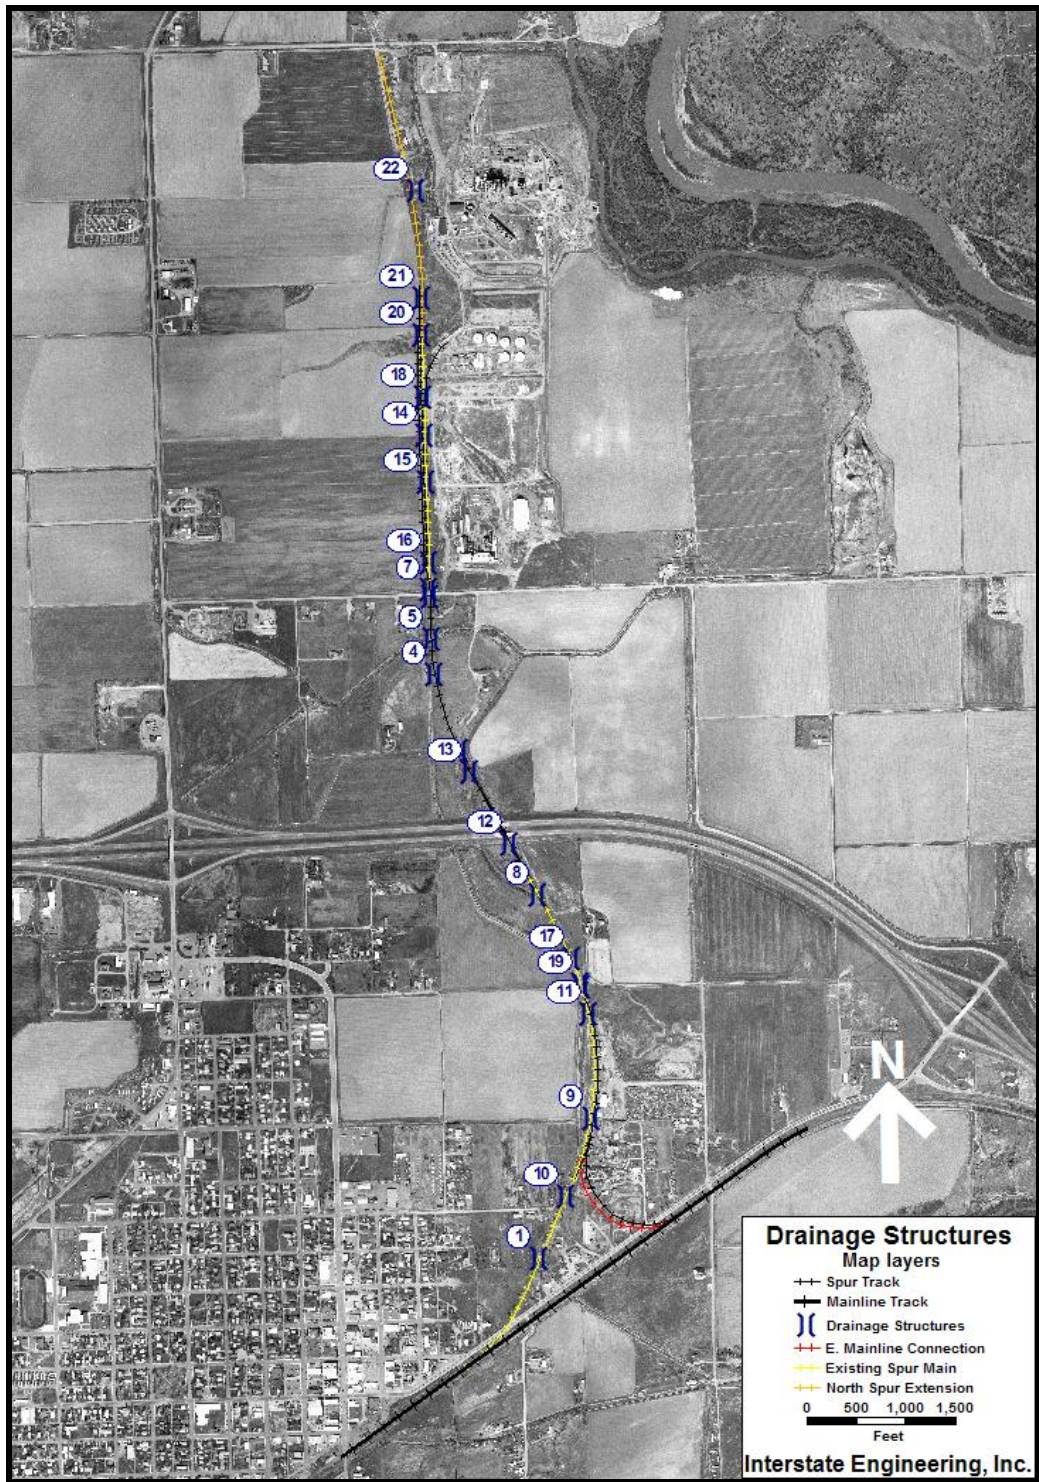 22
21
20
18
14
15
16
7
5
4
13
12
8
17
19
11
9
10
1
N
Drainage Structures
Map layers
Spur Track
Mainline Track
Drainage Structures
E. Mainline Connection
Existing Spur Main
North Spur Extension
0 500 1,000 1,500
Feet
Interstate Engineering, Inc.